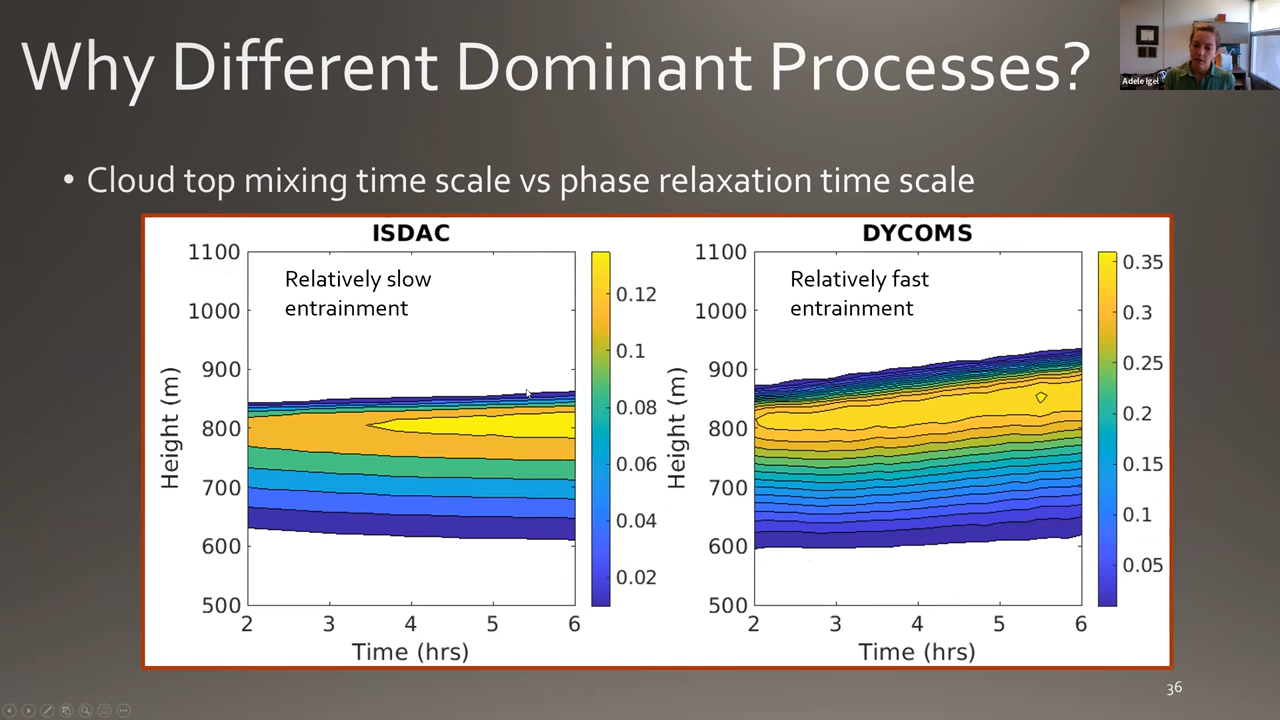 Why Different Dominant Processes?
Adele Igel
• Cloud top mixing time scale vs phase relaxation time scale
ISDAC
Relatively slow
entrainment
1100
1000
900
800
700
600
500
Height (m)
2 3 4 5 6
Time (hrs)
0.12
0.1
0.08
0.06
0.04
0.02
DYCOMS
Relatively fast
entrainment
1100
1000
900
800
700
600
500
Height (m)
2 3 4 5 6
Time (hrs)
0.35
0.3
0.25
0.2
0.15
0.1
0.05
36